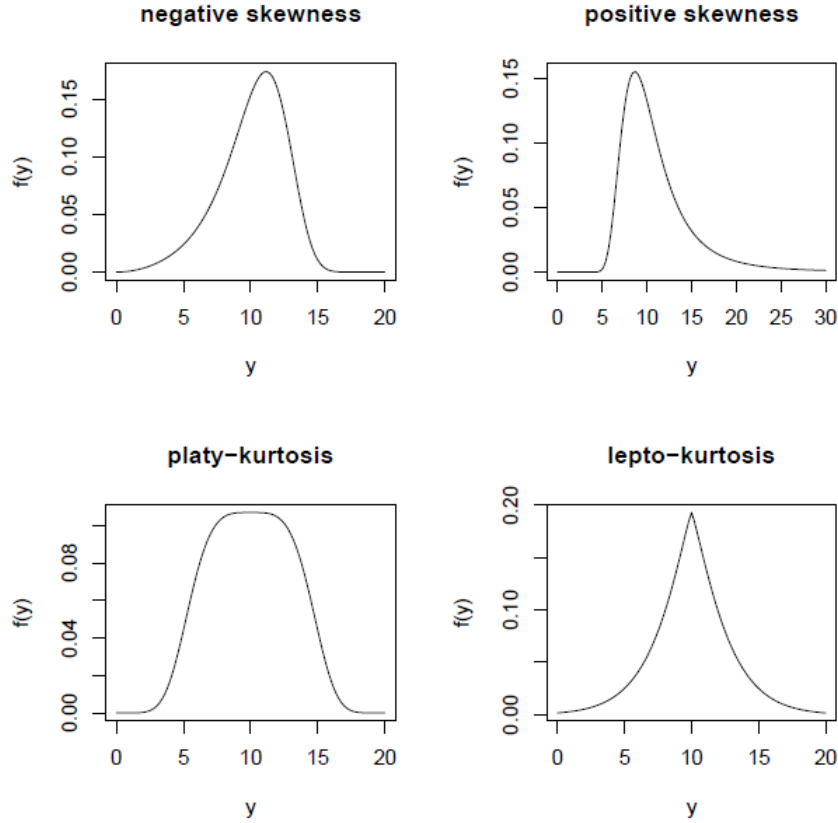 negative skewness
f(y)
0.00 0.05 0.10 0.15
0 5 10 15 20
y
positive skewness
f(y)
0.00 0.05 0.10 0.15
0 5 10 15 20 25 30
y
platy-kurtosis
f(y)
0.00 0.04 0.08
0 5 10 15 20
y
lepto-kurtosis
f(y)
0.00 0.10 0.20
0 5 10 15 20
y